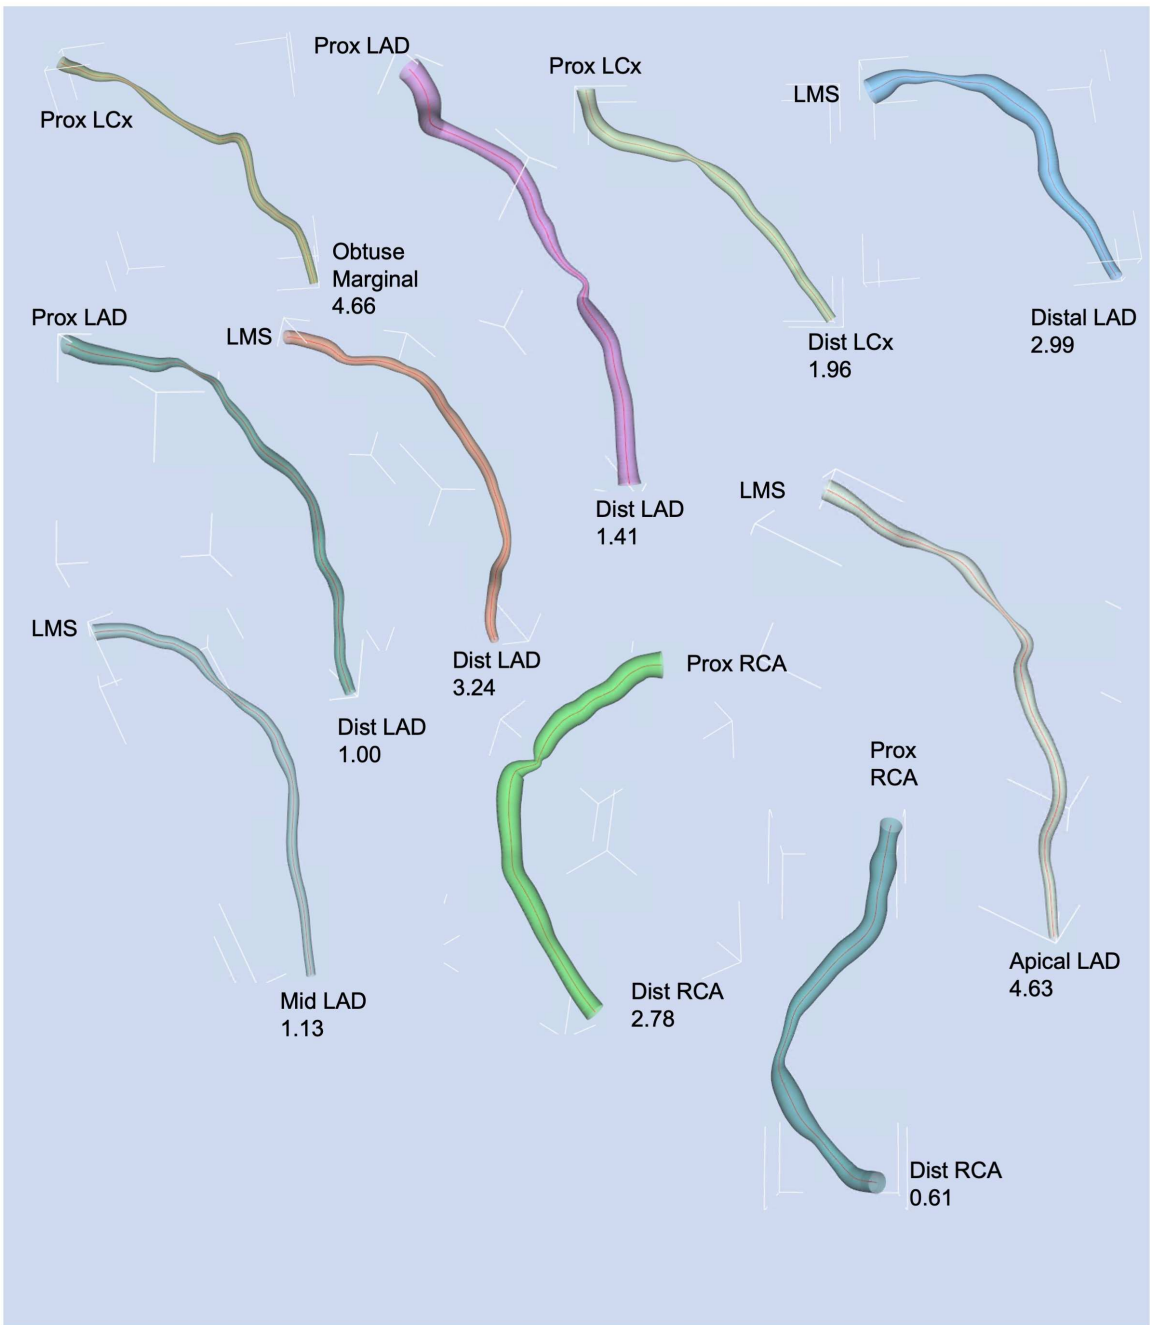 Prox LAD
Prox LCx
LMS
Prox LCx
Obtuse
Marginal
4.66
Prox LAD
LMS
Distal LAD
2.99
Dist LCx
1.96
LMS
Dist LAD
1.41
LMS
Dist LAD
3.24
Prox RCA
Dist LAD
1.00
Prox
RCA
Apical LAD
4.63
Mid LAD
1.13
Dist RCA
2.78
Dist RCA
0.61